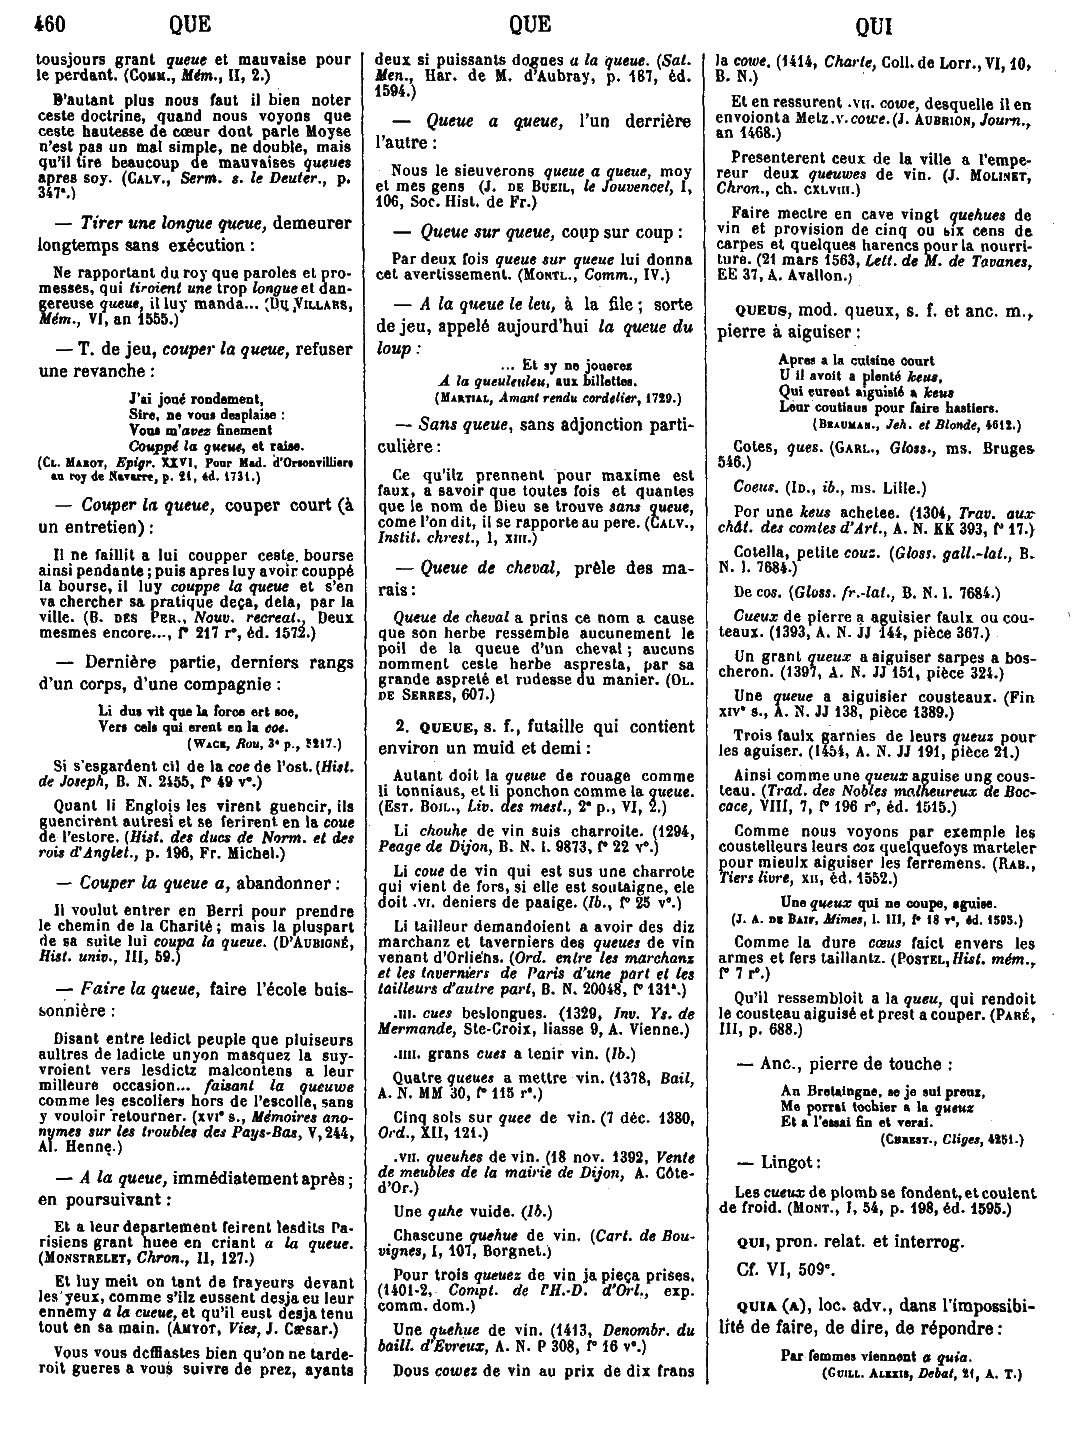 460 QUE QUE QUI
tousjours grant queue et mauvaise pour
le perdant. (COMM., Mém., II, 2.)
D'autant plus nous faut il bien noter
ceste doctrine, quand nous voyons que
ceste hautesse de cœur dont parle Moyse
n'est pas un mal simple, ne double, mais
qu'il tire beaucoup de mauvaises queues
apres soy. (CALV., Serm. s. le Deuter., p.
347ª.)
— Tirer une longue queue, demeurer
longtemps sans exécution :
Ne rapportant du roy que paroles et pro-
messes, qui tiroient une trop longue et dan-
gereuse queue, il luy manda... (DU VILLARS,
Mém., VI, an 1555.)
— T. de jeu, couper la queue, refuser
une revanche :
J'ai joué rondement,
Sire, ne vous desplaise :
Vous m'avez finement
Couppé la queue, et raise.
(CL. MAROT, Epigr. XXVI, Pour Mad. d'Orsonvilliers
au roy de Navarre, p. 21, éd. 1731.)
— Couper la queue, couper court (à
un entretien) :
Il ne faillit a lui coupper ceste bourse
ainsi pendante ; puis apres luy avoir couppé
la bourse, il luy couppe la queue et s'en
va chercher sa pratique deça, dela, par la
ville. (B. DES PER., Nouv. recreat., Deux
mesmes encore..., fº 217 rº, éd. 1572.)
— Dernière partie, derniers rangs
d'un corps, d'une compagnie :
Li dus vit que la force ert soe,
Vers cels qui erent en la coe.
(WACE, Rou, 3ª p., 5217.)
Si s'esgardent cil de la coe de l'ost. (Hist.
de Joseph, B. N. 2455, fº 49 vº.)
Quant li Englois les virent guencir, ils
guencirent autresi et se ferirent en la coue
de l'estore. (Hist. des ducs de Norm. et des
rois d'Anglet., p. 196, Fr. Michel.)
— Couper la queue a, abandonner :
Il voulut entrer en Berri pour prendre
le chemin de la Charité ; mais la pluspart
de sa suite lui coupa la queue. (D'AUBIGNÉ,
Hist. univ., III, 59.)
— Faire la queue, faire l'école buis-
sonnière :
Disant entre ledict peuple que pluiseurs
aultres de ladicte unyon masquez la suy-
vroient vers lesdictz malcontens a leur
milleure occasion... faisant la queuwe
comme les escoliers hors de l'escolle, sans
y vouloir retourner. (XVIº s., Mémoires ano-
nymes sur les troubles des Pays-Bas, V, 244,
Al. Henne.)
— A la queue, immédiatement après ;
en poursuivant :
Et a leur departement feirent lesdits Pa-
risiens grant huee en criant a la queue.
(MONSTRELET, Chron., II, 127.)
Et luy meit on tant de frayeurs devant
les yeux, comme s'ilz eussent desja eu leur
ennemy a la cueue, et qu'il eust desja tenu
tout en sa main. (AMYOT, Vies, J. Cæsar.)
Vous vous deffiastes bien qu'on ne tarde-
roit gueres a vous suivre de prez, ayants
deux si puissants dogues a la queue. (Sat.
Men., Har. de M. d'Aubray, p. 187, éd.
1594.)
— Queue a queue, l'un derrière
l'autre :
Nous le sieuverons queue a queue, moy
et mes gens (J. DE BUEIL, le Jouvencel, I,
106, Soc. Hist. de Fr.)
— Queue sur queue, coup sur coup :
Par deux fois queue sur queue lui donna
cet avertissement. (MONTL., Comm., IV.)
— A la queue le leu, à la file ; sorte
de jeu, appelé aujourd'hui la queue du
loup :
... Et sy ne jouerez
A la queuleuleu, aux billettes.
(MARTIAL, Amant rendu cordelier, 1729.)
— Sans queue, sans adjonction parti-
culière :
Ce qu'ilz prennent pour maxime est
faux, a savoir que toutes fois et quantes
que le nom de Dieu se trouve sans queue,
come l'on dit, il se rapporte au pere. (CALV.,
Instit. chrest., I, XIII.)
— Queue de cheval, prêle des ma-
rais :
Queue de cheval a prins ce nom a cause
que son herbe ressemble aucunement le
poil de la queue d'un cheval ; aucuns
nomment ceste herbe aspresta, par sa
grande aspreté et rudesse du manier. (OL.
DE SERRES, 607.)
2. QUEUE, s. f., futaille qui contient
environ un muid et demi :
Autant doit la queue de rouage comme
li tonniaus, et li ponchon comme la queue.
(EST. BOIL., Liv. des mest., 2ª p., VI, 2.)
Li chouhe de vin suis charroite. (1294,
Peage de Dijon, B. N. l. 9873, fº 22 vº.)
Li coue de vin qui est sus une charrote
qui vient de fors, si elle est soutaigne, ele
doit .VI. deniers de paaige. (Ib., fº 25 vº.)
Li tailleur demandoient a avoir des diz
marchanz et taverniers des queues de vin
venant d'Orliens. (Ord. entre les marchans
et les taverniers de Paris d'une part et les
tailleurs d'autre part, B. N. 20048, fº 131ª.)
.III. cues beslongues. (1329, Inv. Ys. de
Mermande, Ste-Croix, liasse 9, A. Vienne.)
.IIII. grans cues a tenir vin. (Ib.)
Quatre queues a mettre vin. (1378, Bail,
A. N. MM 30, fº 115 rº.)
Cinq sols sur quee de vin. (7 déc. 1380,
Ord., XII, 121.)
.VII. queuhes de vin. (18 nov. 1392, Vente
de meubles de la mairie de Dijon, A. Côte-
d'Or.)
Une quhe vuide. (Ib.)
Chascune quehue de vin. (Cart. de Bou-
vignes, I, 107, Borgnet.)
Pour trois queuez de vin ja pieça prises.
(1401-2, Compt. de l'H.-D. d'Orl., exp.
comm. dom.)
Une quehue de vin. (1413, Denombr. du
baill. d'Evreux, A. N. P 308, fº 16 vº.)
Dous cowez de vin au prix de dix frans
la cowe. (1414, Charte, Coll. de Lorr., VI, 10,
B. N.)
Et en ressurent .VII. cowe, desquelle il en
envoionta Metz .V. cowe. (J. AUBRION, Journ.,
an 1468.)
Presenterent ceux de la ville a l'empe-
reur deux queuwes de vin. (J. MOLINET,
Chron., ch. CXLVIII.)
Faire mectre en cave vingt quehues de
vin et provision de cinq ou six cens de
carpes et quelques harencs pour la nourri-
ture. (21 mars 1563, Lett. de M. de Tavanes,
EE 37, A. Avallon.)
QUEUS, mod. queux, s. f. et anc. m.,
pierre à aiguiser :
Apres a la cuisine court
U il avoit a plenté keus,
Qui eurent aiguisié a keus
Leur coutiaus pour faire hastiers.
(BEAUMAN., Jeh. et Blonde, 4612.)
Cotes, ques. (GARL., Gloss., ms. Bruges
546.)
Coeus. (ID., ib., ms. Lille.)
Por une keus achetee. (1304, Trav. aux
chât. des comtes d'Art., A. N. KK 393, fº 17.)
Cotella, petite couz. (Gloss. gall.-lat., B.
N. l. 7684.)
De cos. (Gloss. fr.-lat., B. N. l. 7684.)
Cueux de pierre a aguisier faulx ou cou-
teaux. (1393, A. N. JJ 144, pièce 367.)
Un grant queux a aiguiser sarpes a bos-
cheron. (1397, A. N. JJ 151, pièce 324.)
Une queue a aiguisier cousteaux. (Fin
XIVº s., A. N. JJ 138, pièce 1389.)
Trois faulx garnies de leurs queuz pour
les aguiser. (1454, A. N. JJ 191, pièce 21.)
Ainsi comme une queux aguise ung cous-
teau. (Trad. des Nobles malheureux de Boc-
cace, VIII, 7, fº 196 rº, éd. 1515.)
Comme nous voyons par exemple les
coustelleurs leurs coz quelquefoys marteler
pour mieulx aiguiser les ferremens. (RAB.,
Tiers livre, XII, éd. 1552.)
Une queux qui ne coupe, aguise.
(J. A. DE BAIF, Mimes, l. III, fº 18 rº, éd. 1595.)
Comme la dure cœus faict envers les
armes et fers taillantz. (POSTEL, Hist. mém.,
fº 7 rº.)
Qu'il ressembloit a la queu, qui rendoit
le cousteau aiguisé et prest a couper. (PARÉ,
III, p. 688.)
— Anc., pierre de touche :
An Bretaingne, se je sui preuz,
Me porrai tochier a la queuz
Et a l'essai fin et verai.
(CHREST., Cliges, 4251.)
— Lingot :
Les cueux de plomb se fondent, et coulent
de froid. (MONT., I, 54, p. 198, éd. 1595.)
QUI, pron. relat. et interrog.
Cf. VI, 509ᶜ.
QUIA (A), loc. adv., dans l'impossibi-
lité de faire, de dire, de répondre :
Par femmes viennent a quia.
(GUILL. ALEXIS, Debat, 21, A. T.)